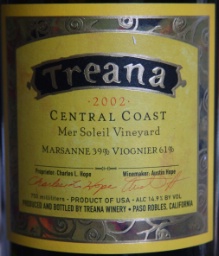 Treana
2002
CENTRAL COAST
Mer Soleil Vineyard
MARSANNE 39% VIOGNIER 61%
Proprietor: Charles L. Hope Winemaker: Austin Hope
750 milliliters • PRODUCT OF USA • ALC 14.9% BY VOL
PRODUCED AND BOTTLED BY TREANA WINERY • PASO ROBLES, CALIFORNIA